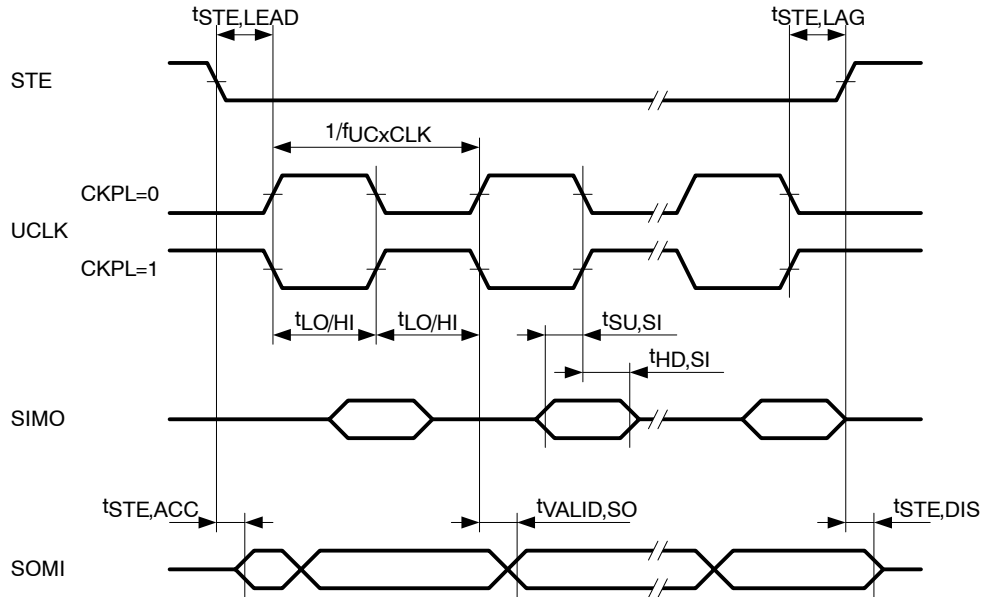 tSTE,LEAD
tSTE,LAG
STE
1/fUCxCLK
CKPL=0
UCLK
CKPL=1
tLO/HI
tLO/HI
tSU,SI
tHD,SI
SIMO
tSTE,ACC
tVALID,SO
tSTE,DIS
SOMI